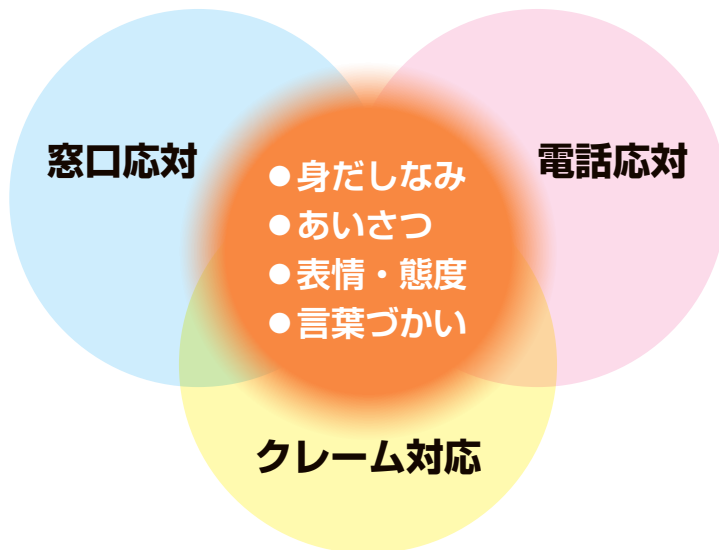 窓口応対
電話応対
●身だしなみ
●あいさつ
●表情・態度
●言葉づかい
クレーム対応